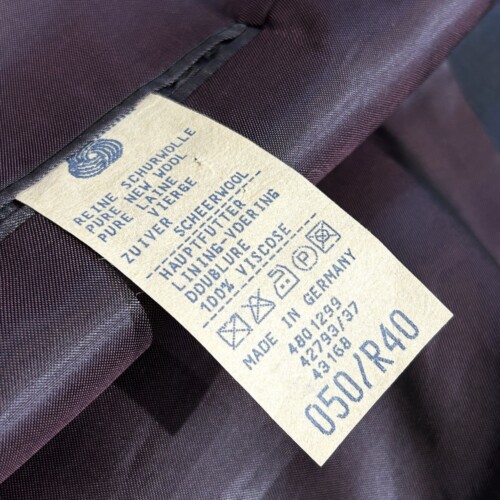 REINE SCHURWOLLE
PURE NEW WOOL
PURE LAINE
VIERGE
ZUIVER SCHEERWOOL
HAUPTFUTTER
LINING-VOERING
DOUBLURE
100% VISCOSE
MADE IN GERMANY
4801299
42793/37
43168
050/R40